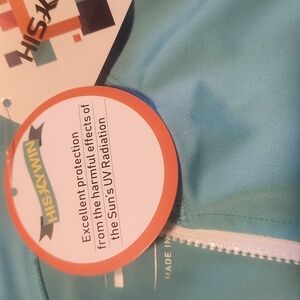 HISKYWIN
Excellent protection
from the harmful effects of
the Sun's UV Radiation
MADE IN